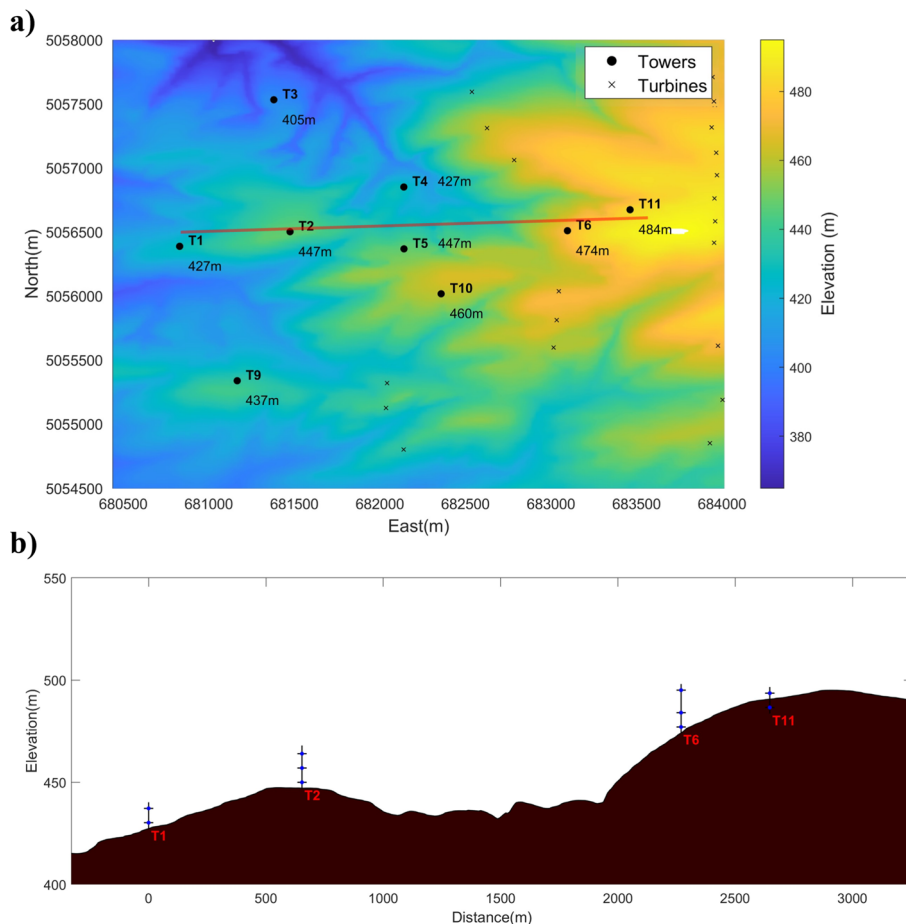 a)
5058000
5057500
5057000
5056500
5056000
5055500
5055000
5054500
North(m)
680500
681000
681500
682000
682500
683000
683500
684000
East(m)
Towers
Turbines
T3
405m
T4 427m
T11
484m
T2
447m
T6
474m
T1
427m
T5 447m
T10
460m
T9
437m
480
460
440
420
400
380
Elevation (m)
b)
550
500
450
400
Elevation(m)
T1
T2
T6
T11
0
500
1000
1500
2000
2500
3000
Distance(m)